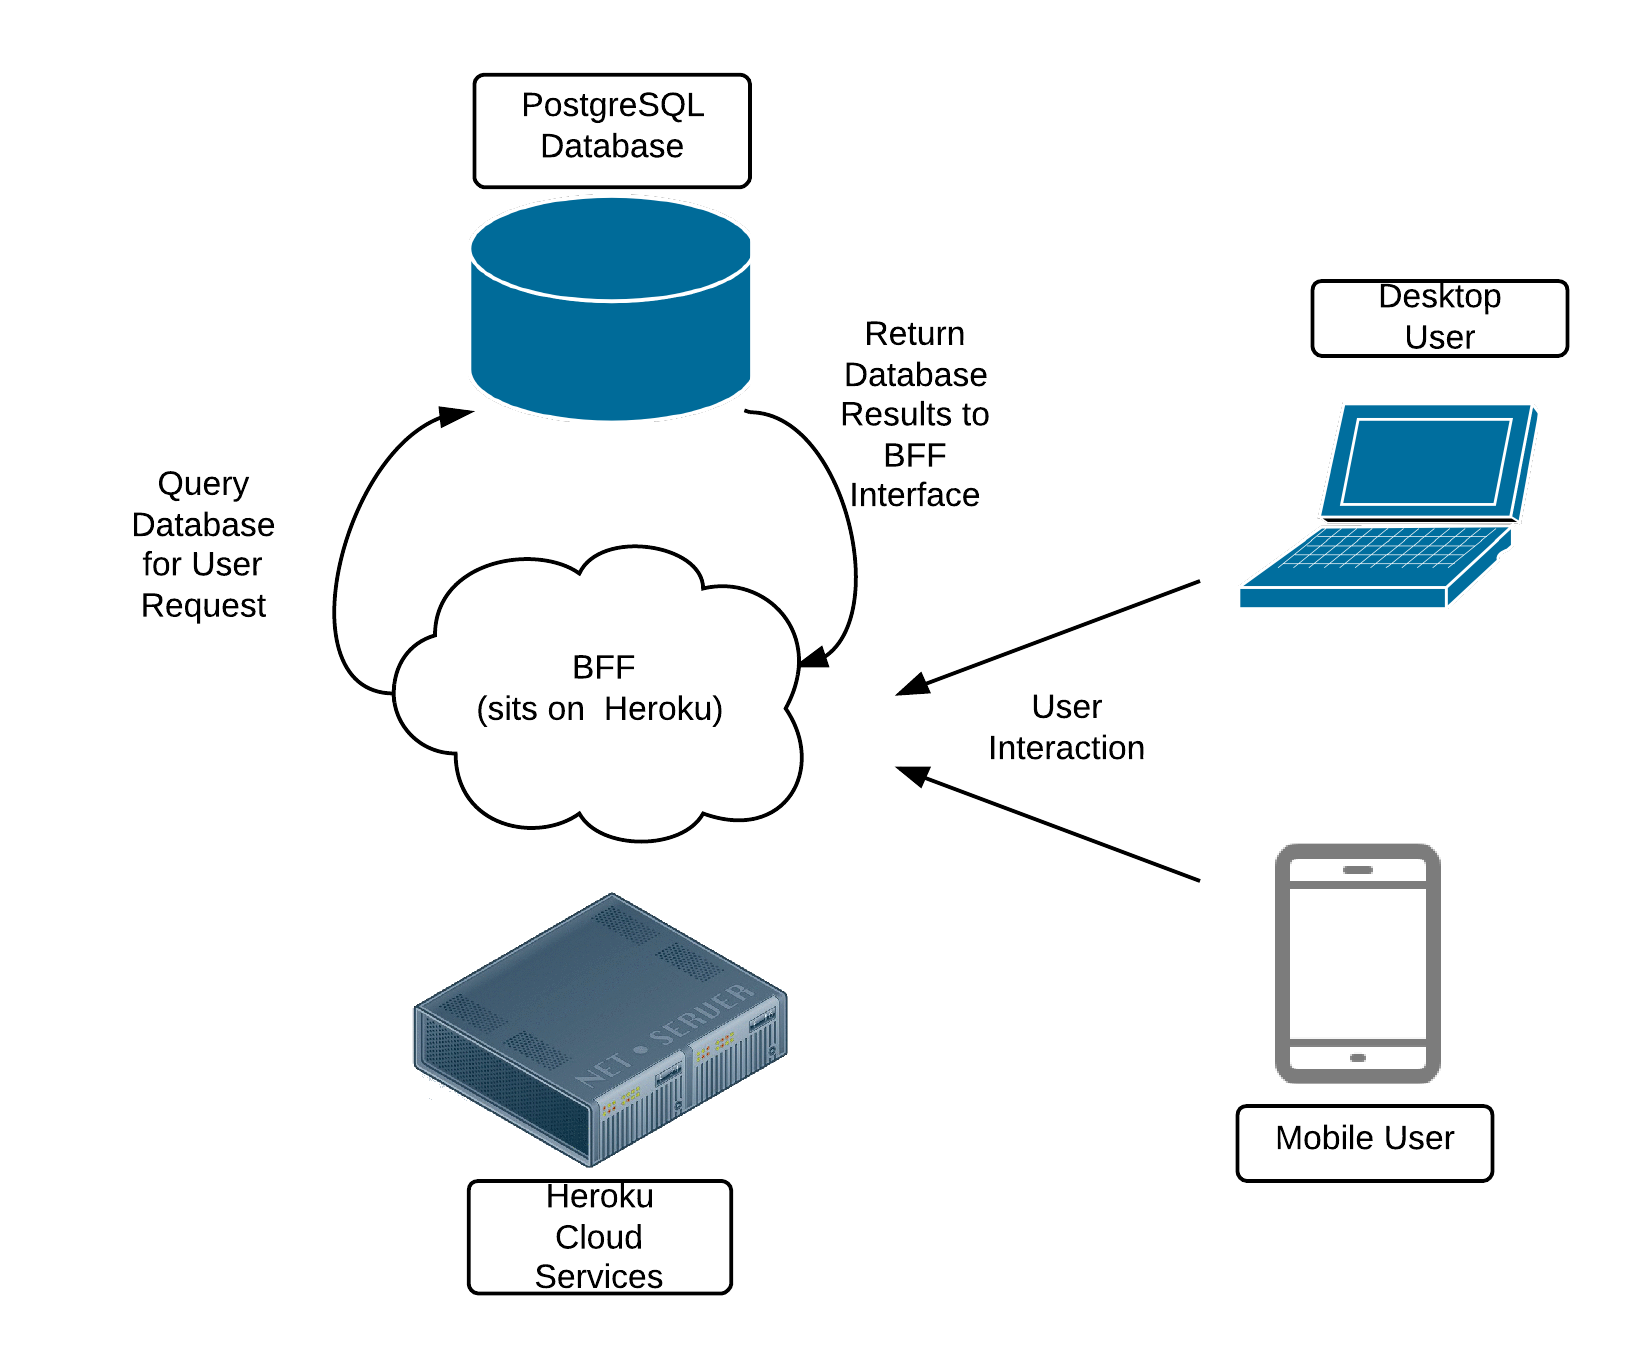 PostgreSQL
Database
Desktop
User
Return
Database
Results to
BFF
Interface
Query
Database
for User
Request
BFF
(sits on  Heroku)
User
Interaction
NET • SERVER
Mobile User
Heroku
Cloud
Services